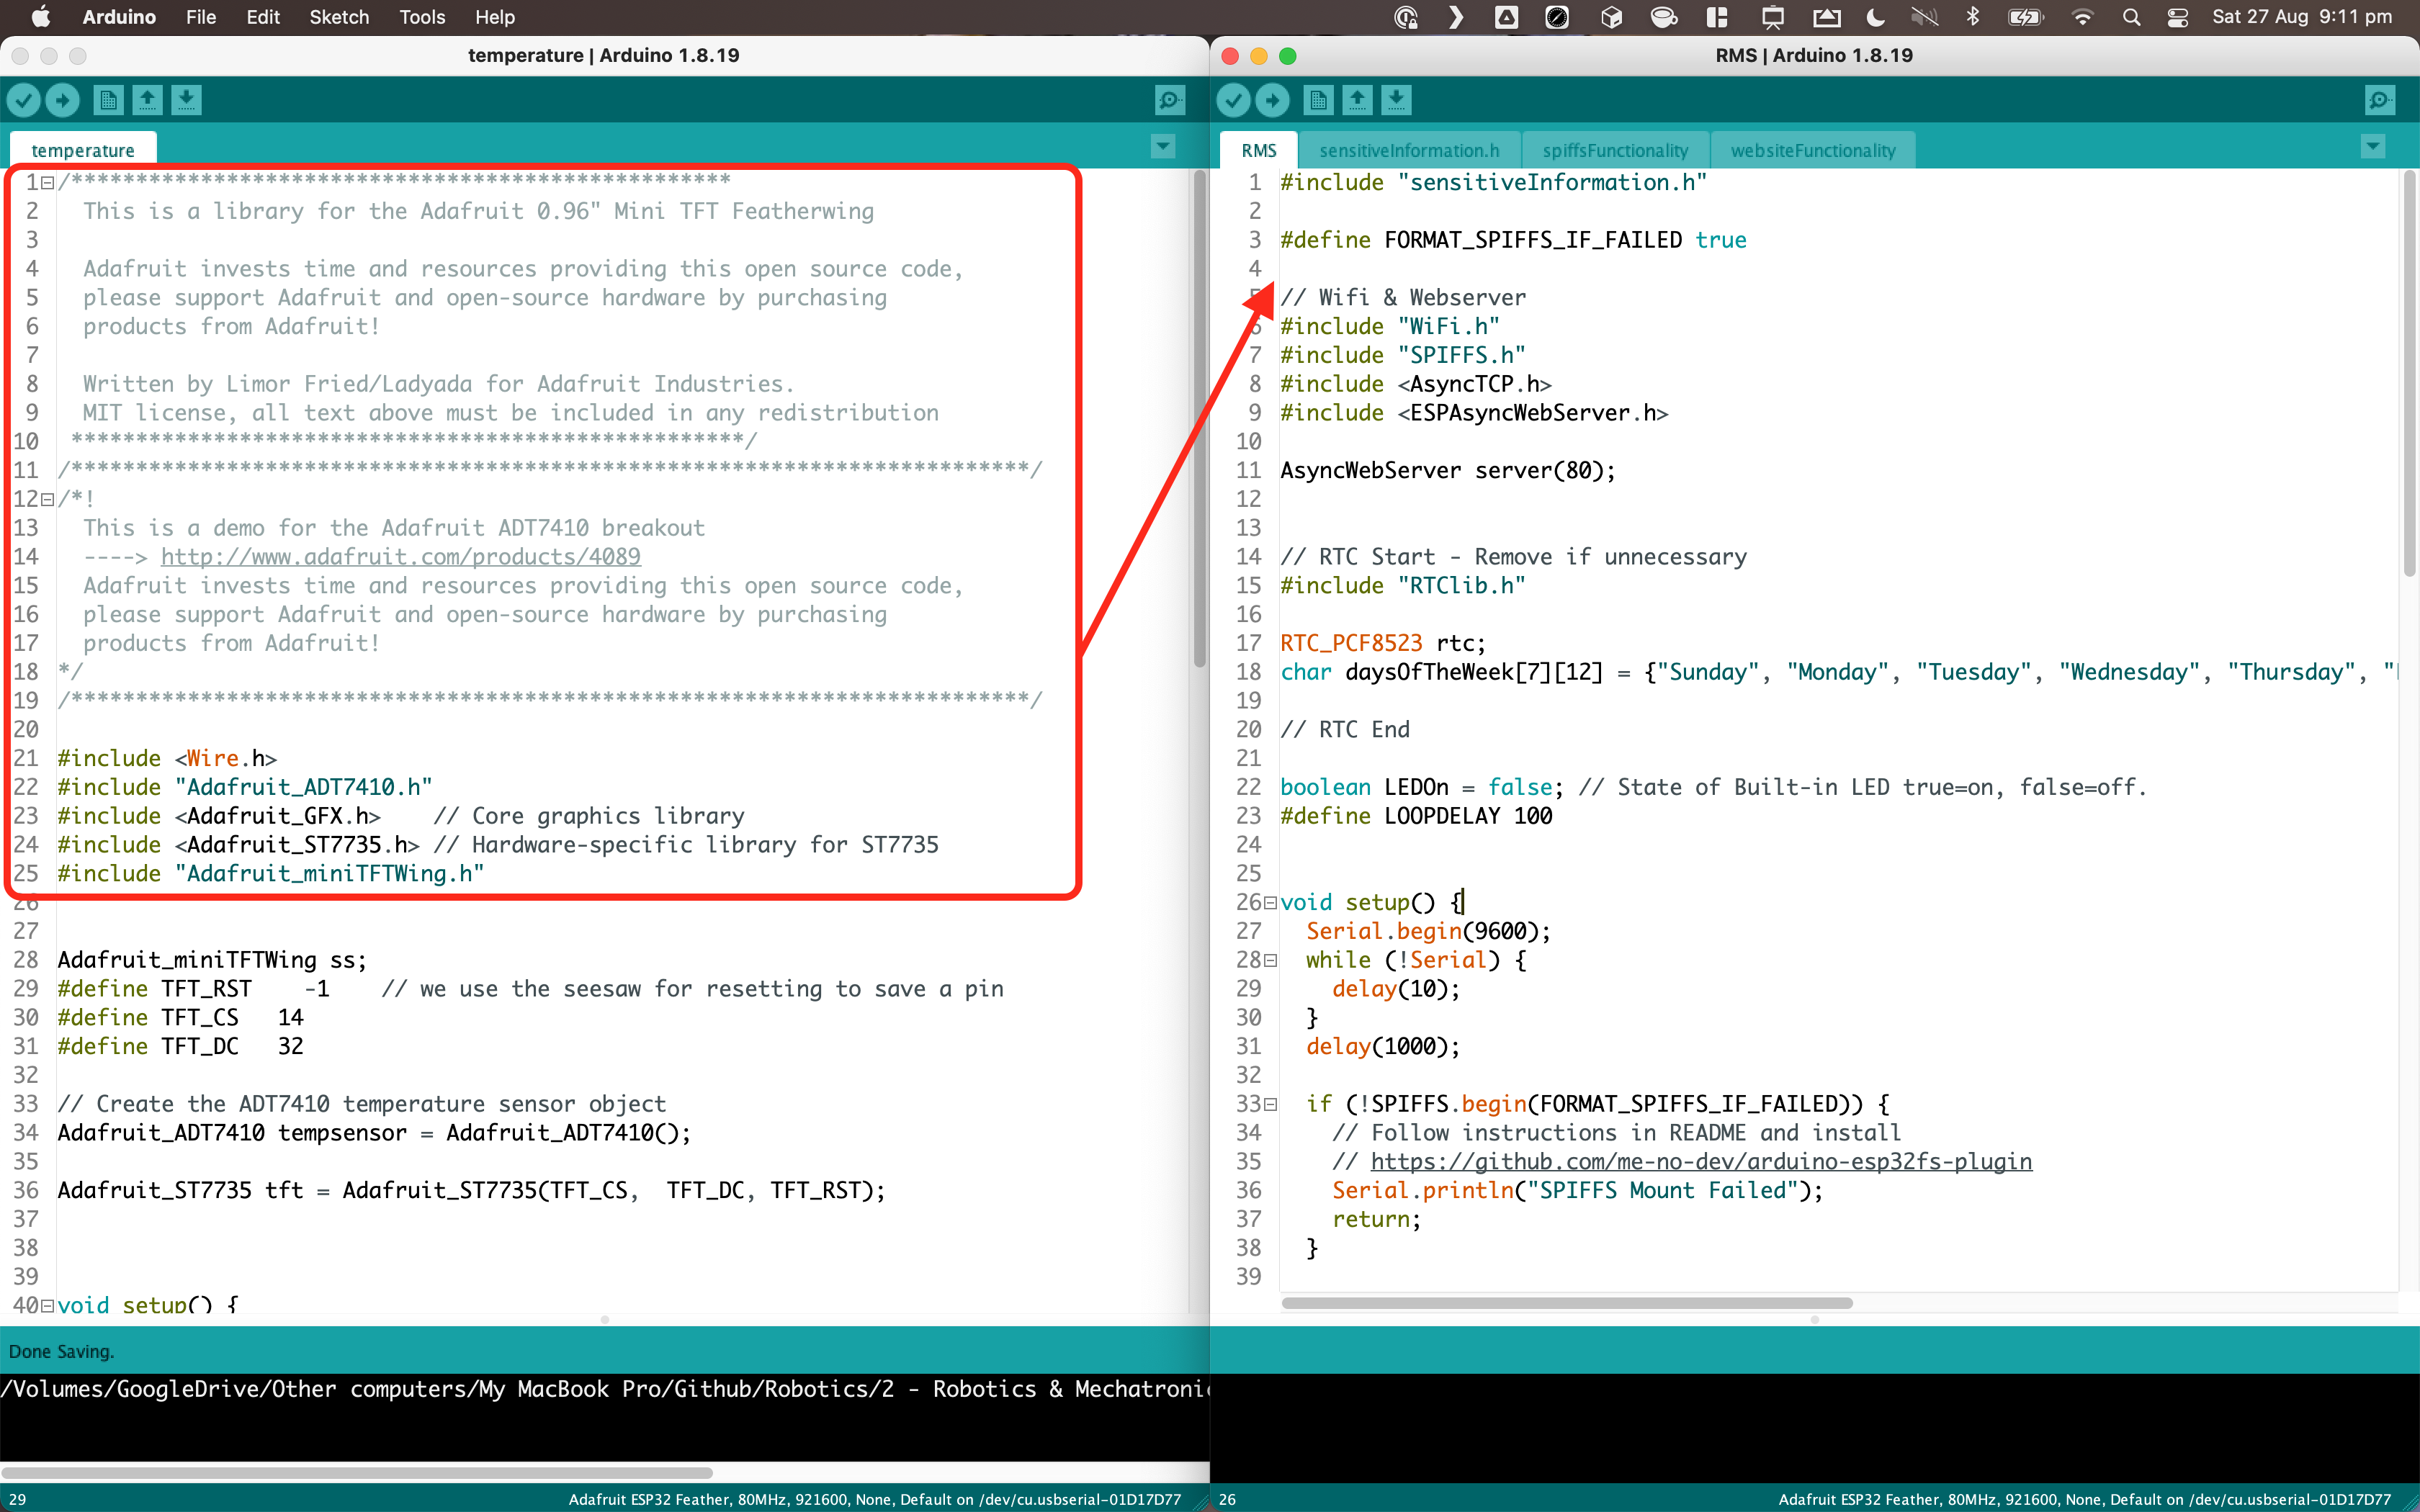 Arduino File Edit Sketch Tools Help Sat 27 Aug 9:11 pm
temperature | Arduino 1.8.19
temperature
1 /***************************************************
2 This is a library for the Adafruit 0.96" Mini TFT Featherwing
3
4 Adafruit invests time and resources providing this open source code,
5 please support Adafruit and open-source hardware by purchasing
6 products from Adafruit!
7
8 Written by Limor Fried/Ladyada for Adafruit Industries.
9 MIT license, all text above must be included in any redistribution
10 ****************************************************/
11 /**************************************************************************/
12 /*!
13 This is a demo for the Adafruit ADT7410 breakout
14 ----> http://www.adafruit.com/products/4089
15 Adafruit invests time and resources providing this open source code,
16 please support Adafruit and open-source hardware by purchasing
17 products from Adafruit!
18 */
19 /**************************************************************************/
20
21 #include <Wire.h>
22 #include "Adafruit_ADT7410.h"
23 #include <Adafruit_GFX.h> // Core graphics library
24 #include <Adafruit_ST7735.h> // Hardware-specific library for ST7735
25 #include "Adafruit_miniTFTWing.h"
26
27
28 Adafruit_miniTFTWing ss;
29 #define TFT_RST -1 // we use the seesaw for resetting to save a pin
30 #define TFT_CS 14
31 #define TFT_DC 32
32
33 // Create the ADT7410 temperature sensor object
34 Adafruit_ADT7410 tempsensor = Adafruit_ADT7410();
35
36 Adafruit_ST7735 tft = Adafruit_ST7735(TFT_CS, TFT_DC, TFT_RST);
37
38
39
40 void setup() {
Done Saving.
/Volumes/GoogleDrive/Other computers/My MacBook Pro/Github/Robotics/2 - Robotics & Mechatroni
29 Adafruit ESP32 Feather, 80MHz, 921600, None, Default on /dev/cu.usbserial-01D17D77
RMS | Arduino 1.8.19
RMS sensitiveInformation.h spiffsFunctionality websiteFunctionality
1 #include "sensitiveInformation.h"
2
3 #define FORMAT_SPIFFS_IF_FAILED true
4
5 // Wifi & Webserver
6 #include "WiFi.h"
7 #include "SPIFFS.h"
8 #include <AsyncTCP.h>
9 #include <ESPAsyncWebServer.h>
10
11 AsyncWebServer server(80);
12
13
14 // RTC Start - Remove if unnecessary
15 #include "RTClib.h"
16
17 RTC_PCF8523 rtc;
18 char daysOfTheWeek[7][12] = {"Sunday", "Monday", "Tuesday", "Wednesday", "Thursday", "
19
20 // RTC End
21
22 boolean LEDOn = false; // State of Built-in LED true=on, false=off.
23 #define LOOPDELAY 100
24
25
26 void setup() {
27 Serial.begin(9600);
28 while (!Serial) {
29 delay(10);
30 }
31 delay(1000);
32
33 if (!SPIFFS.begin(FORMAT_SPIFFS_IF_FAILED)) {
34 // Follow instructions in README and install
35 // https://github.com/me-no-dev/arduino-esp32fs-plugin
36 Serial.println("SPIFFS Mount Failed");
37 return;
38 }
39
26 Adafruit ESP32 Feather, 80MHz, 921600, None, Default on /dev/cu.usbserial-01D17D77